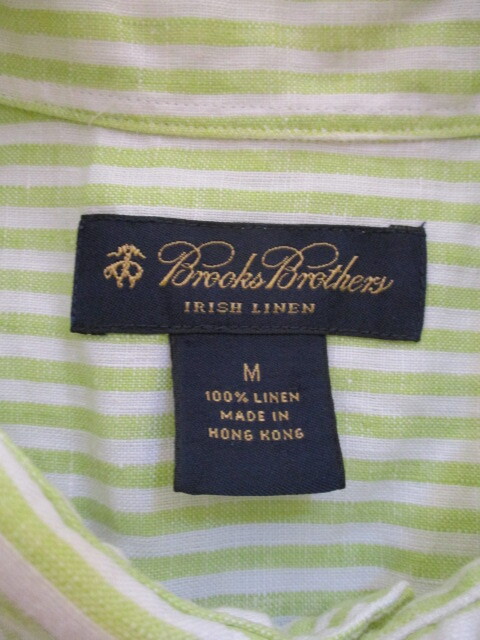 Brooks Brothers
IRISH LINEN
M
100% LINEN
MADE IN
HONG KONG